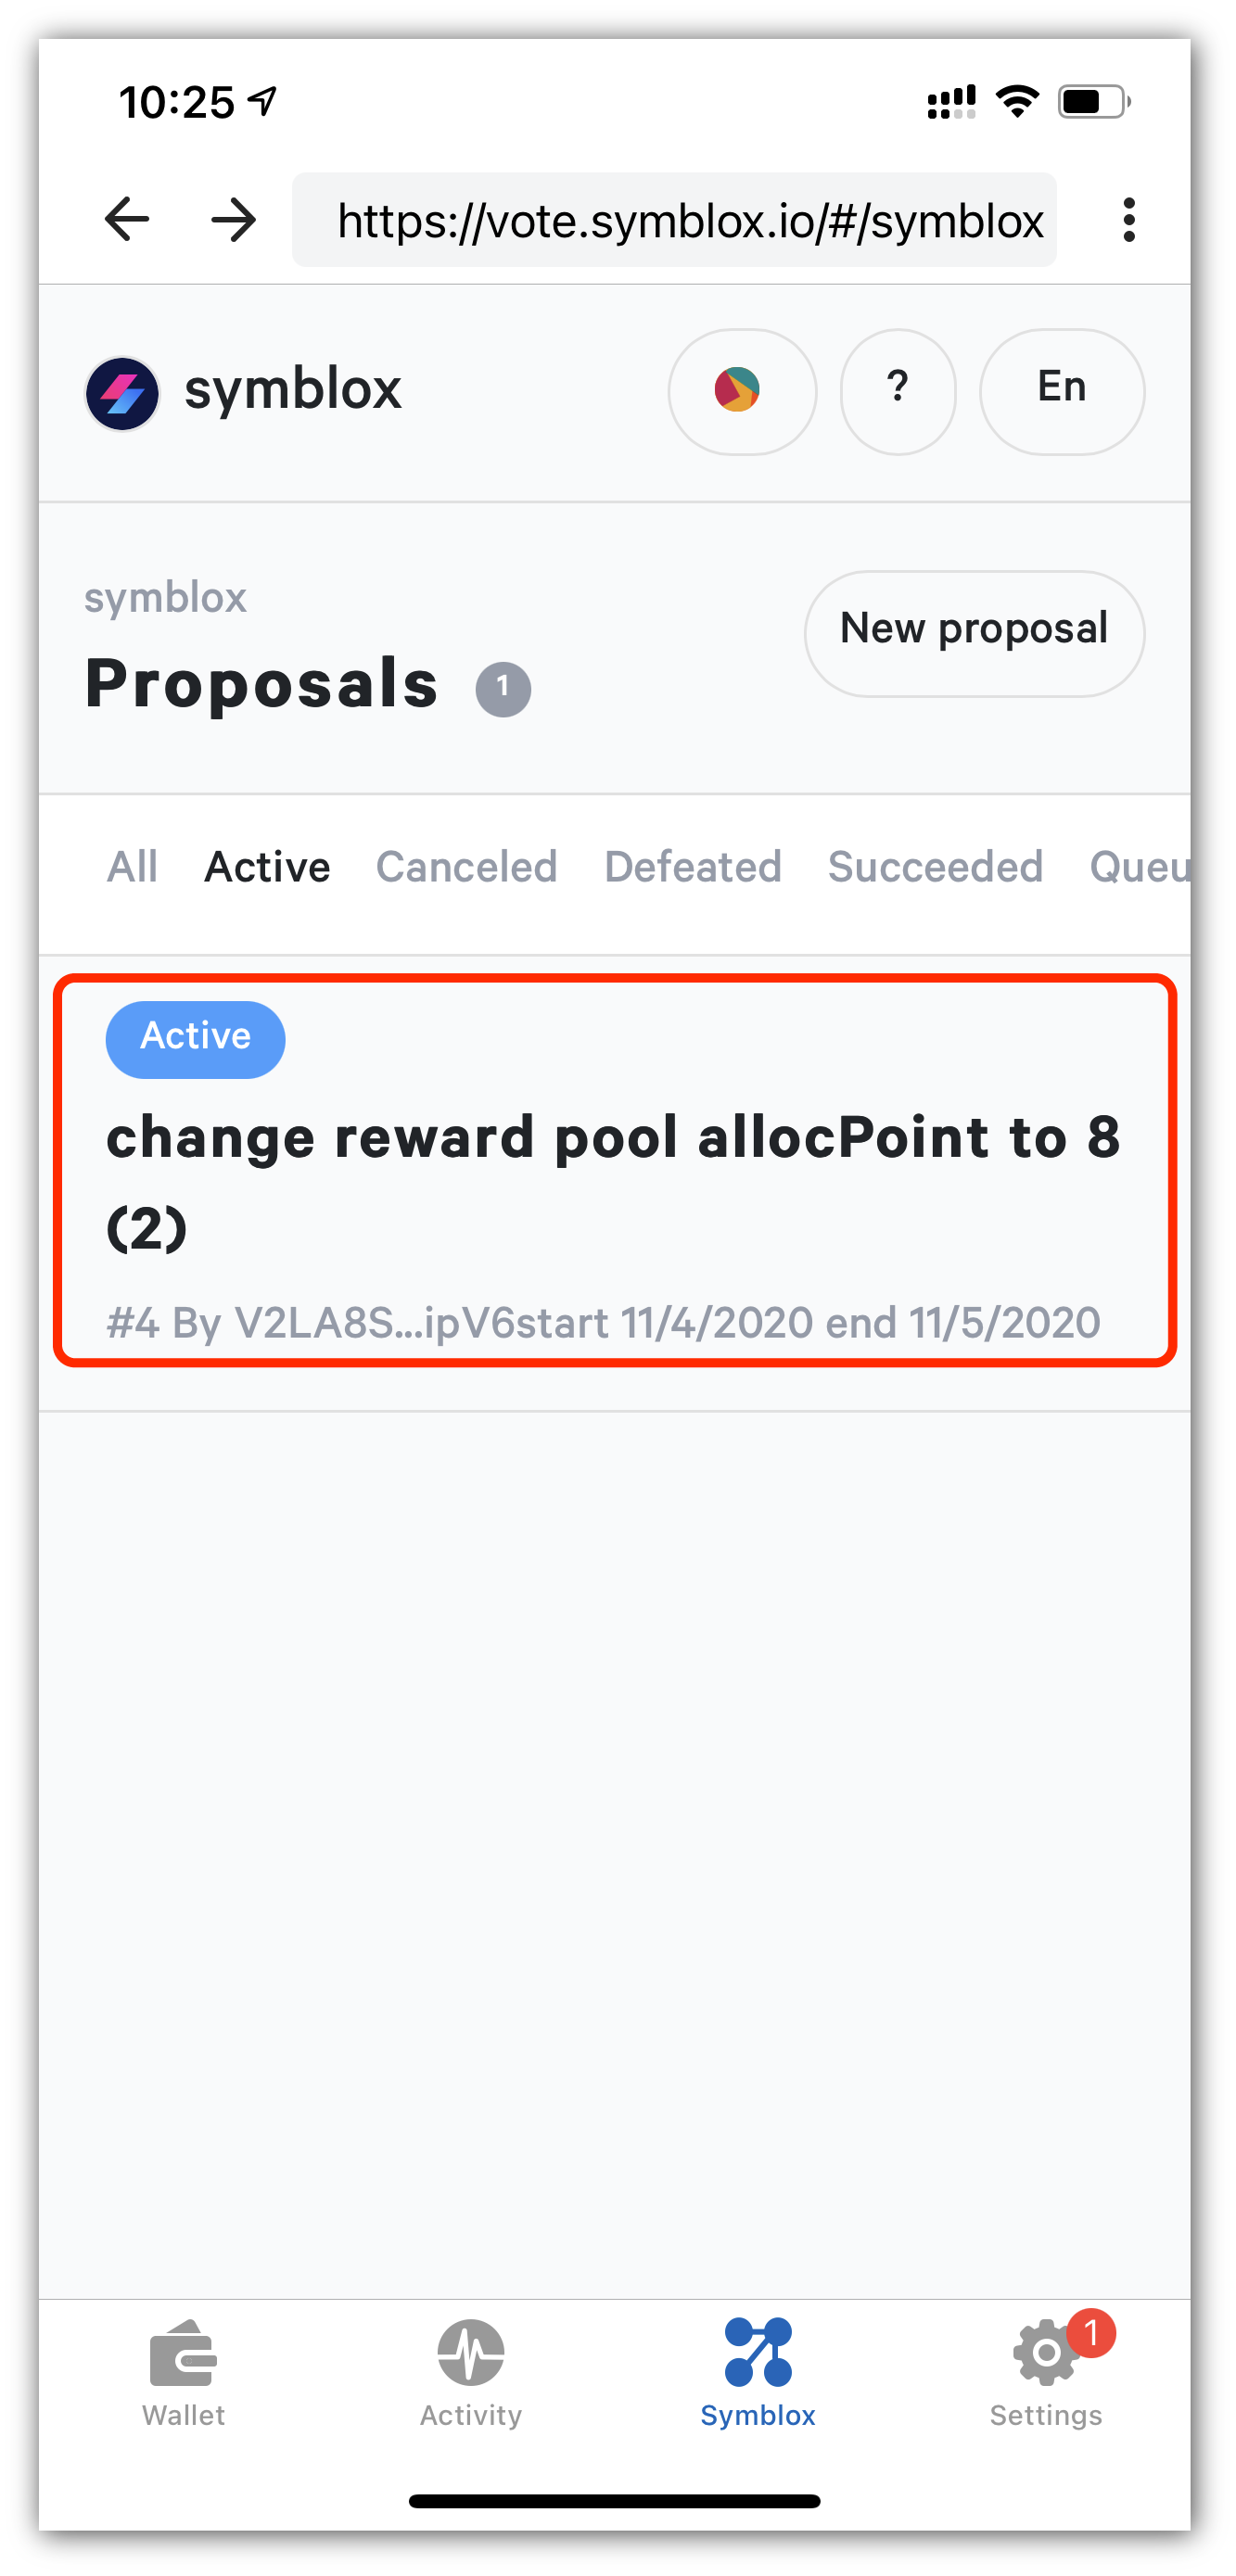 10:25
https://vote.symblox.io/#/symblox
symblox
?
En
symblox
New proposal
Proposals 1
All Active Canceled Defeated Succeeded Queu
Active
change reward pool allocPoint to 8
(2)
#4 By V2LA8S...ipV6start 11/4/2020 end 11/5/2020
1
Wallet Activity Symblox Settings